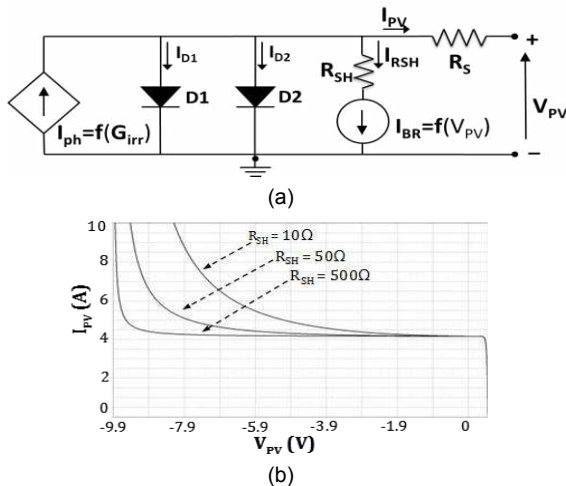 I_PV
I_D1
I_D2
I_RSH
R_SH
R_S
+
D1
D2
V_PV
I_ph=f(G_irr)
I_BR=f(V_PV)
−
(a)
10
R_SH = 10Ω
8
R_SH = 50Ω
R_SH = 500Ω
6
I_PV (A)
4
2
0
-9.9
-7.9
-5.9
-3.9
-1.9
0
V_PV (V)
(b)